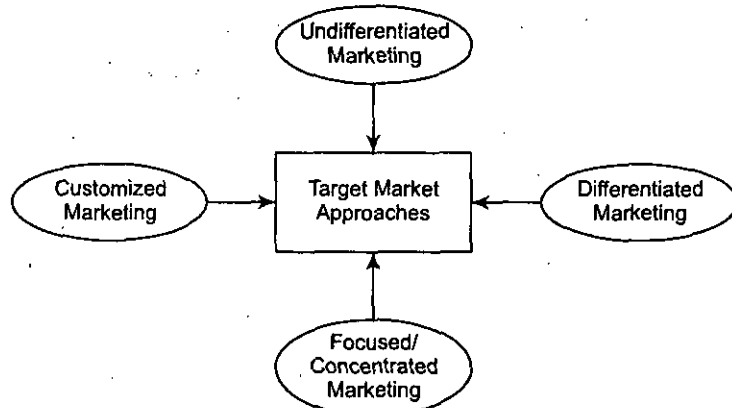 Undifferentiated
Marketing
Customized
Marketing
Target Market
Approaches
Differentiated
Marketing
Focused/
Concentrated
Marketing